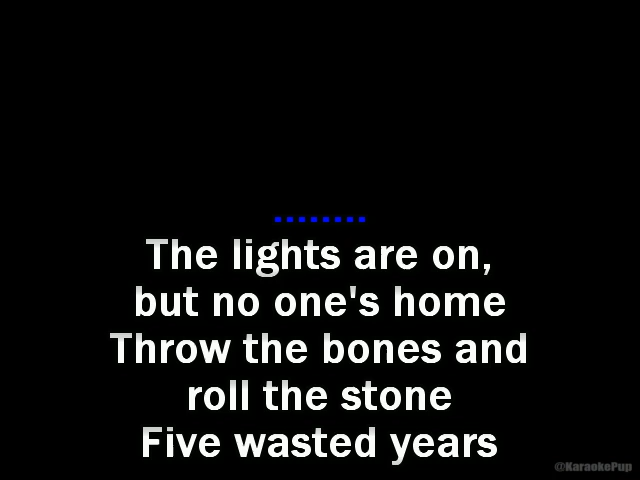 ........
The lights are on,
but no one's home
Throw the bones and
roll the stone
Five wasted years
@KaraokePup